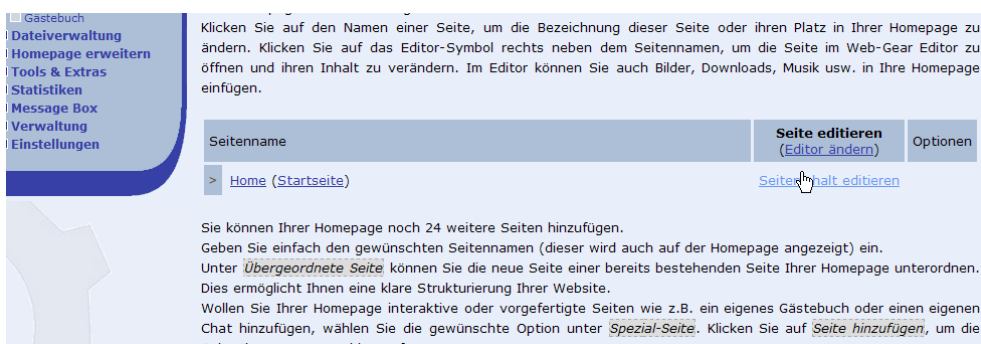 Gästebuch
Dateiverwaltung
Homepage erweitern
Tools & Extras
Statistiken
Message Box
Verwaltung
Einstellungen
Klicken Sie auf den Namen einer Seite, um die Bezeichnung dieser Seite oder ihren Platz in Ihrer Homepage zu
ändern. Klicken Sie auf das Editor-Symbol rechts neben dem Seitennamen, um die Seite im Web-Gear Editor zu
öffnen und ihren Inhalt zu verändern. Im Editor können Sie auch Bilder, Downloads, Musik usw. in Ihre Homepage
einfügen.
Seitenname
Seite editieren
(Editor ändern)
Optionen
> Home (Startseite)
Seiteninhalt editieren
Sie können Ihrer Homepage noch 24 weitere Seiten hinzufügen.
Geben Sie einfach den gewünschten Seitennamen (dieser wird auch auf der Homepage angezeigt) ein.
Unter Übergeordnete Seite können Sie die neue Seite einer bereits bestehenden Seite Ihrer Homepage unterordnen.
Dies ermöglicht Ihnen eine klare Strukturierung Ihrer Website.
Wollen Sie Ihrer Homepage interaktive oder vorgefertigte Seiten wie z.B. ein eigenes Gästebuch oder einen eigenen
Chat hinzufügen, wählen Sie die gewünschte Option unter Spezial-Seite. Klicken Sie auf Seite hinzufügen, um die